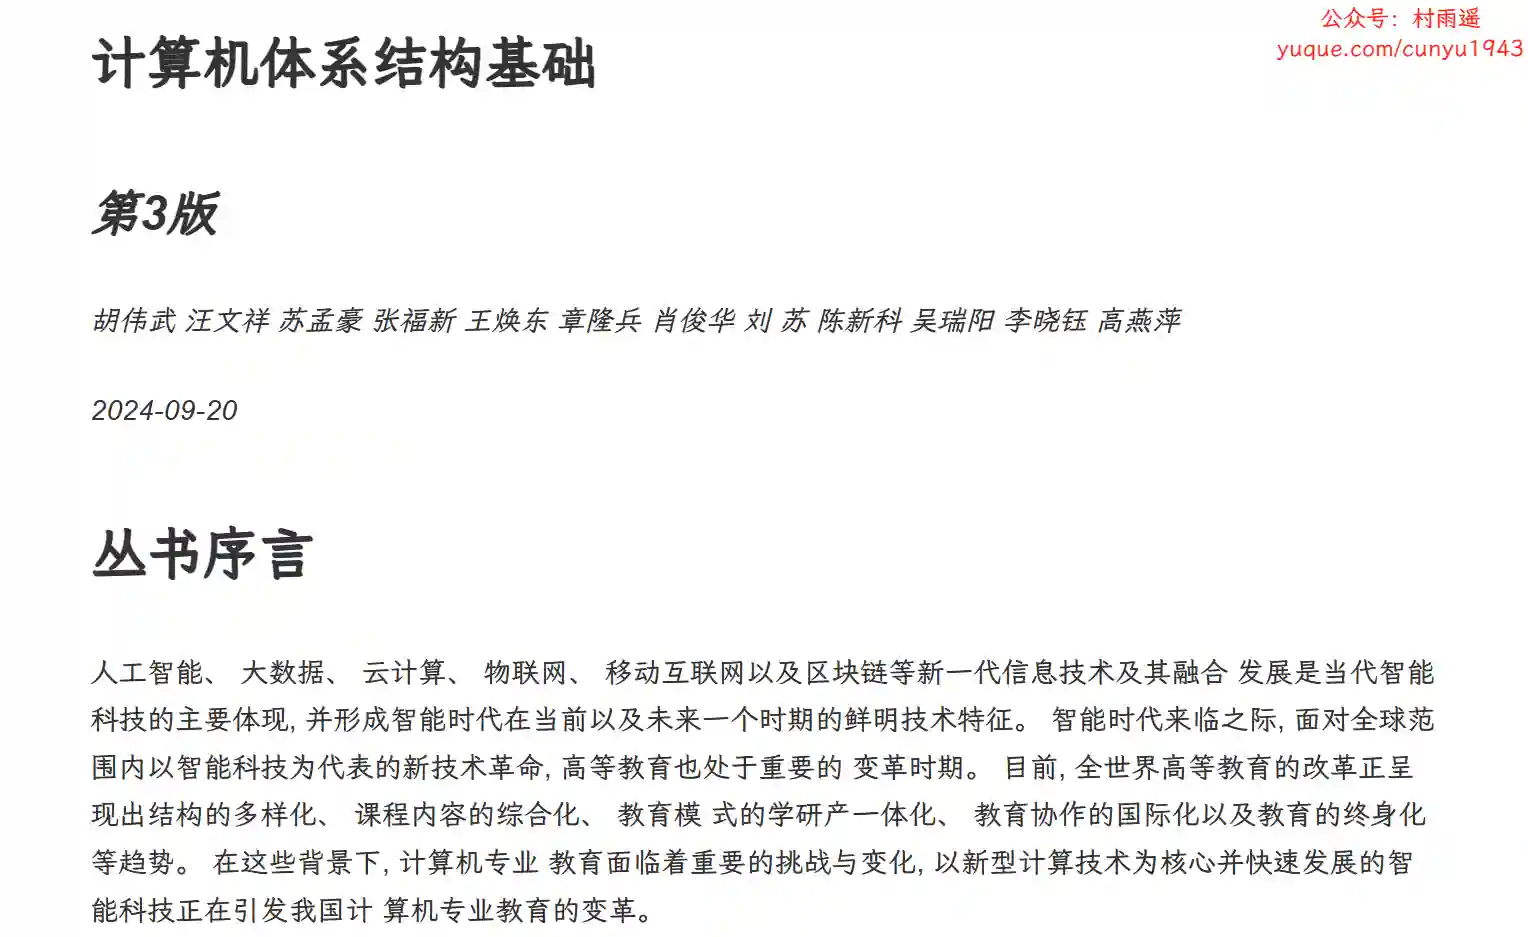 公众号：村雨遥
yuque.com/cunyu1943
计算机体系结构基础
第3版
胡伟武 汪文祥 苏孟豪 张福新 王焕东 章隆兵 肖俊华 刘 苏 陈新科 吴瑞阳 李晓钰 高燕萍
2024-09-20
丛书序言
人工智能、 大数据、 云计算、 物联网、 移动互联网以及区块链等新一代信息技术及其融合 发展是当代智能
科技的主要体现, 并形成智能时代在当前以及未来一个时期的鲜明技术特征。 智能时代来临之际, 面对全球范
围内以智能科技为代表的新技术革命, 高等教育也处于重要的 变革时期。 目前, 全世界高等教育的改革正呈
现出结构的多样化、 课程内容的综合化、 教育模 式的学研产一体化、 教育协作的国际化以及教育的终身化
等趋势。 在这些背景下, 计算机专业 教育面临着重要的挑战与变化, 以新型计算技术为核心并快速发展的智
能科技正在引发我国计 算机专业教育的变革。